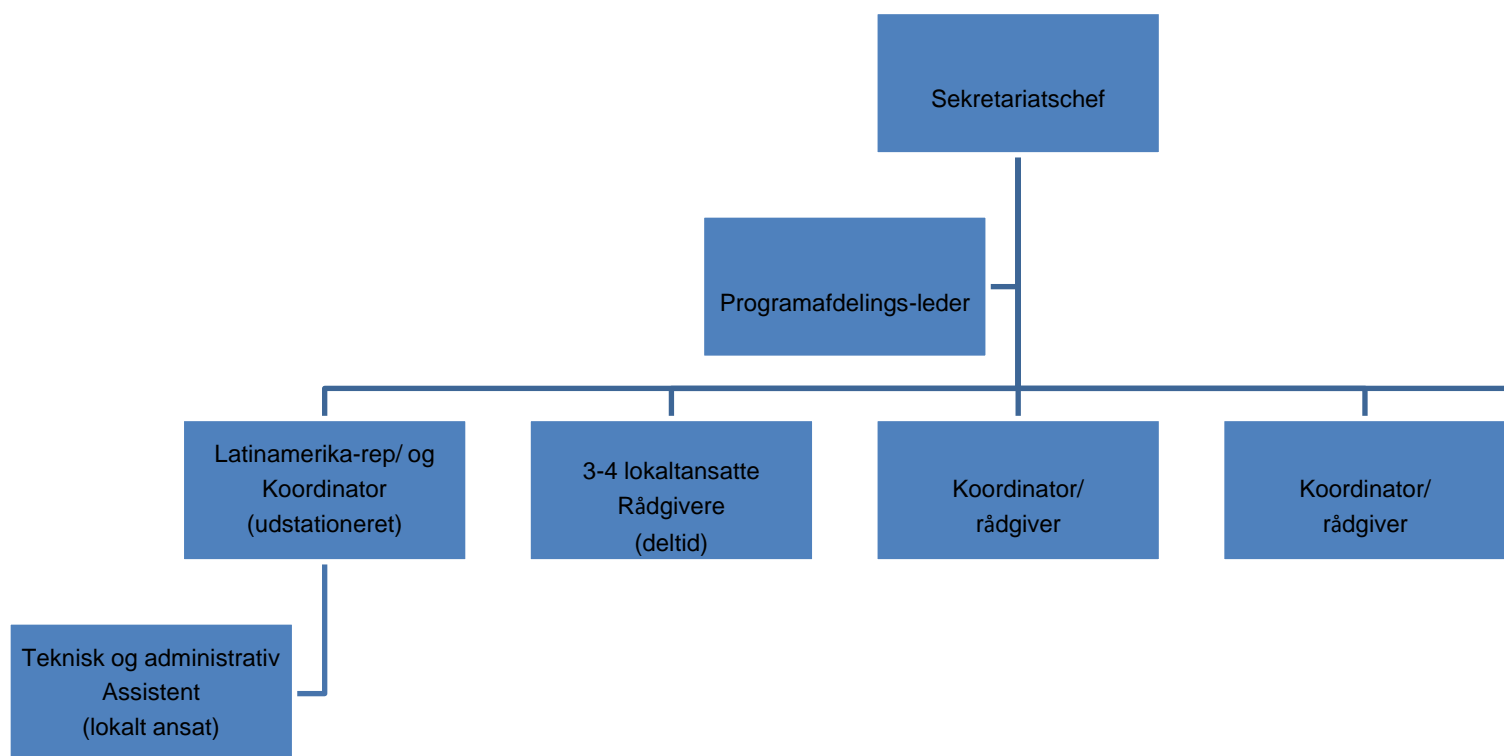 Sekretariatschef
Programafdelings-leder
Latinamerika-rep/ og
Koordinator
(udstationeret)
3-4 lokaltansatte
Rådgivere
(deltid)
Koordinator/
rådgiver
Koordinator/
rådgiver
Teknisk og administrativ
Assistent
(lokalt ansat)